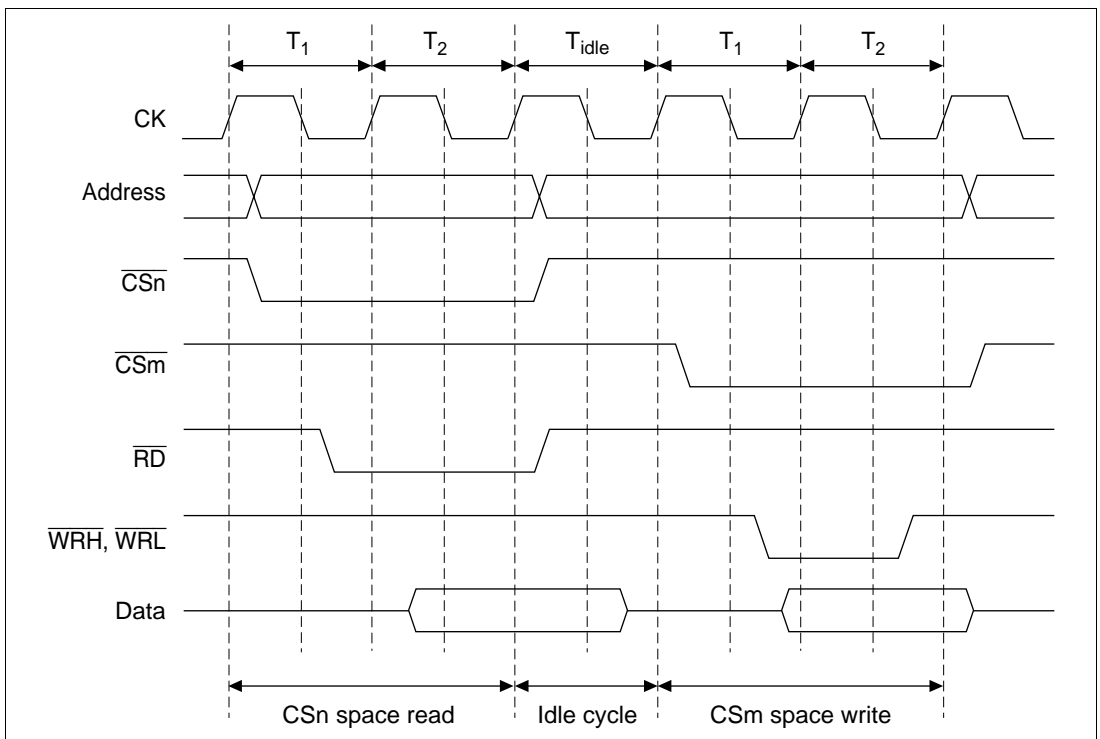 T1 T2 Tidle T1 T2
CK
Address
CSn
CSm
RD
WRH, WRL
Data
CSn space read Idle cycle CSm space write